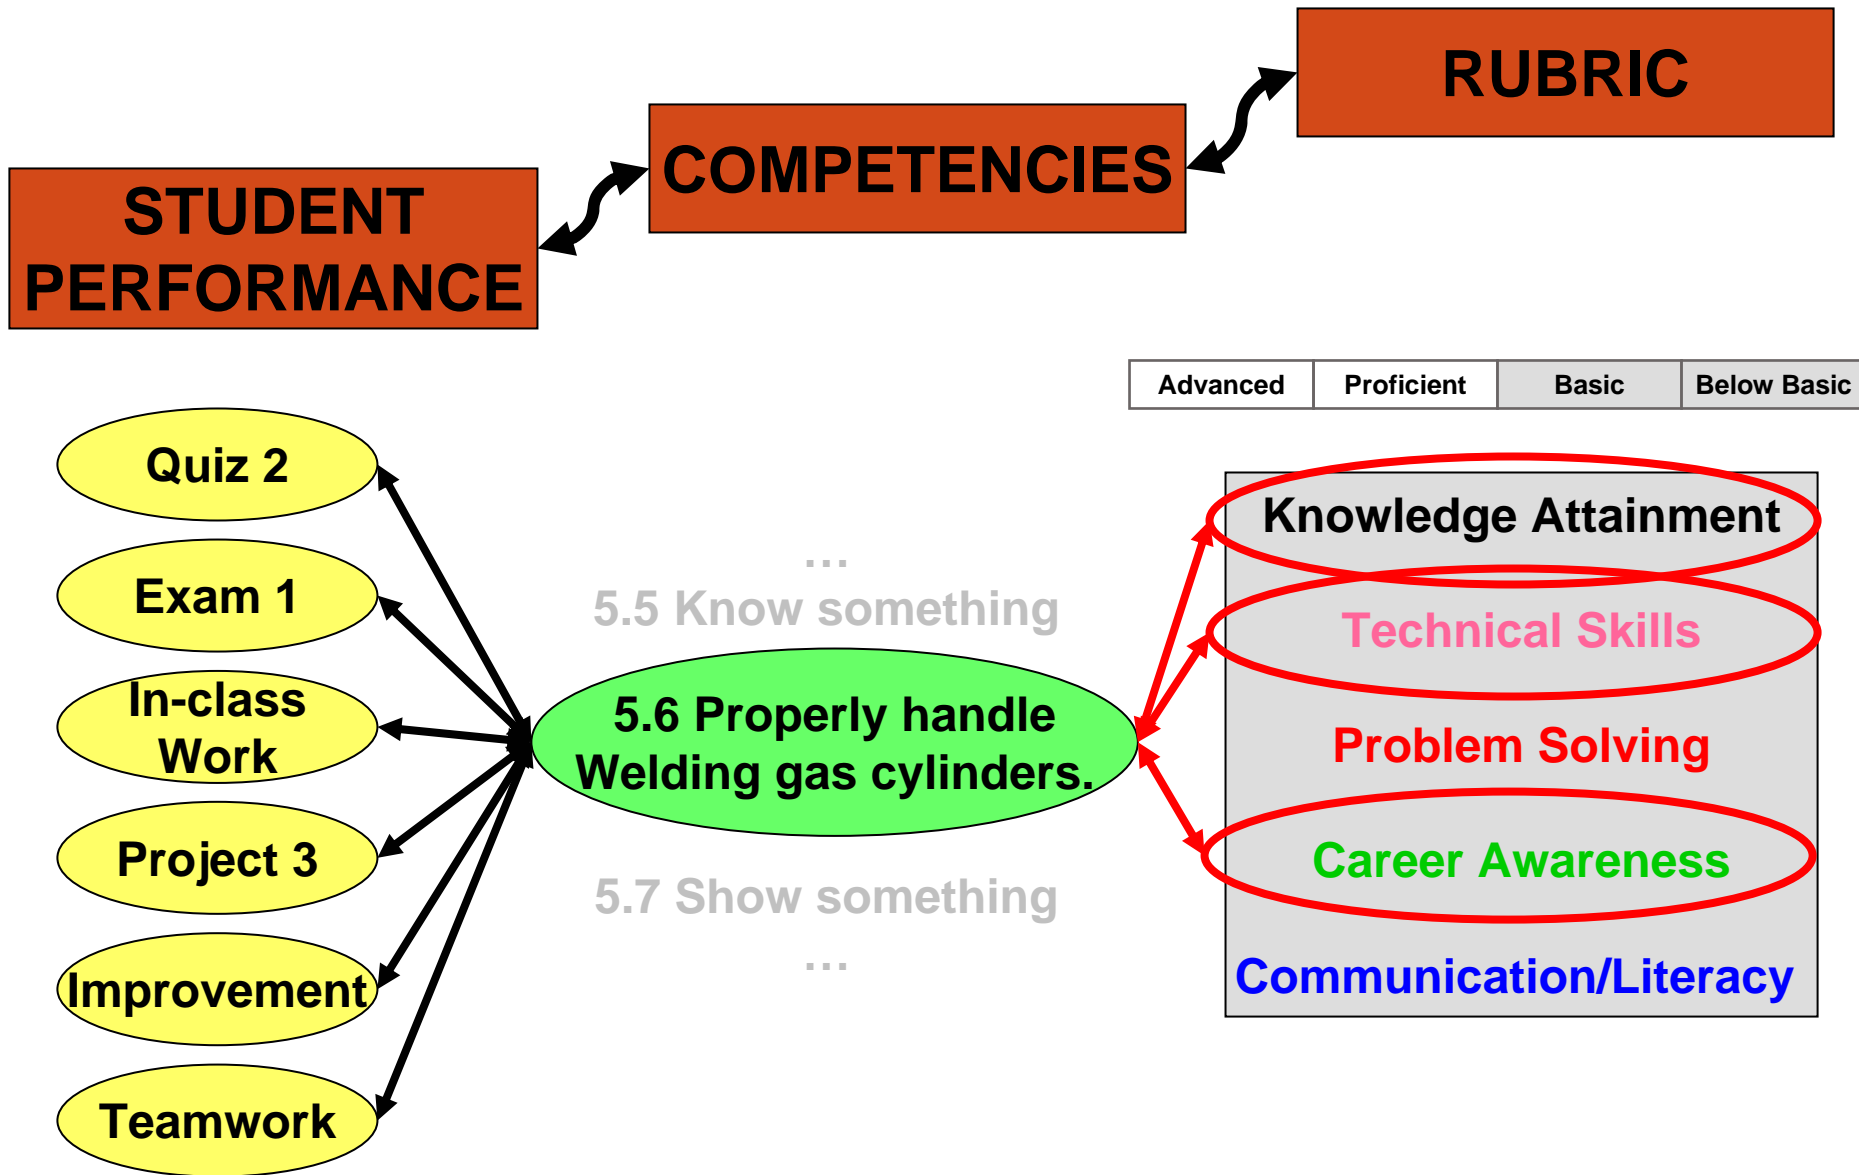 RUBRIC
COMPETENCIES
STUDENT
PERFORMANCE
Advanced Proficient Basic Below Basic
Quiz 2
Exam 1
In-class
Work
Project 3
Improvement
Teamwork
...
5.5 Know something
5.6 Properly handle
Welding gas cylinders.
5.7 Show something
...
Knowledge Attainment
Technical Skills
Problem Solving
Career Awareness
Communication/Literacy